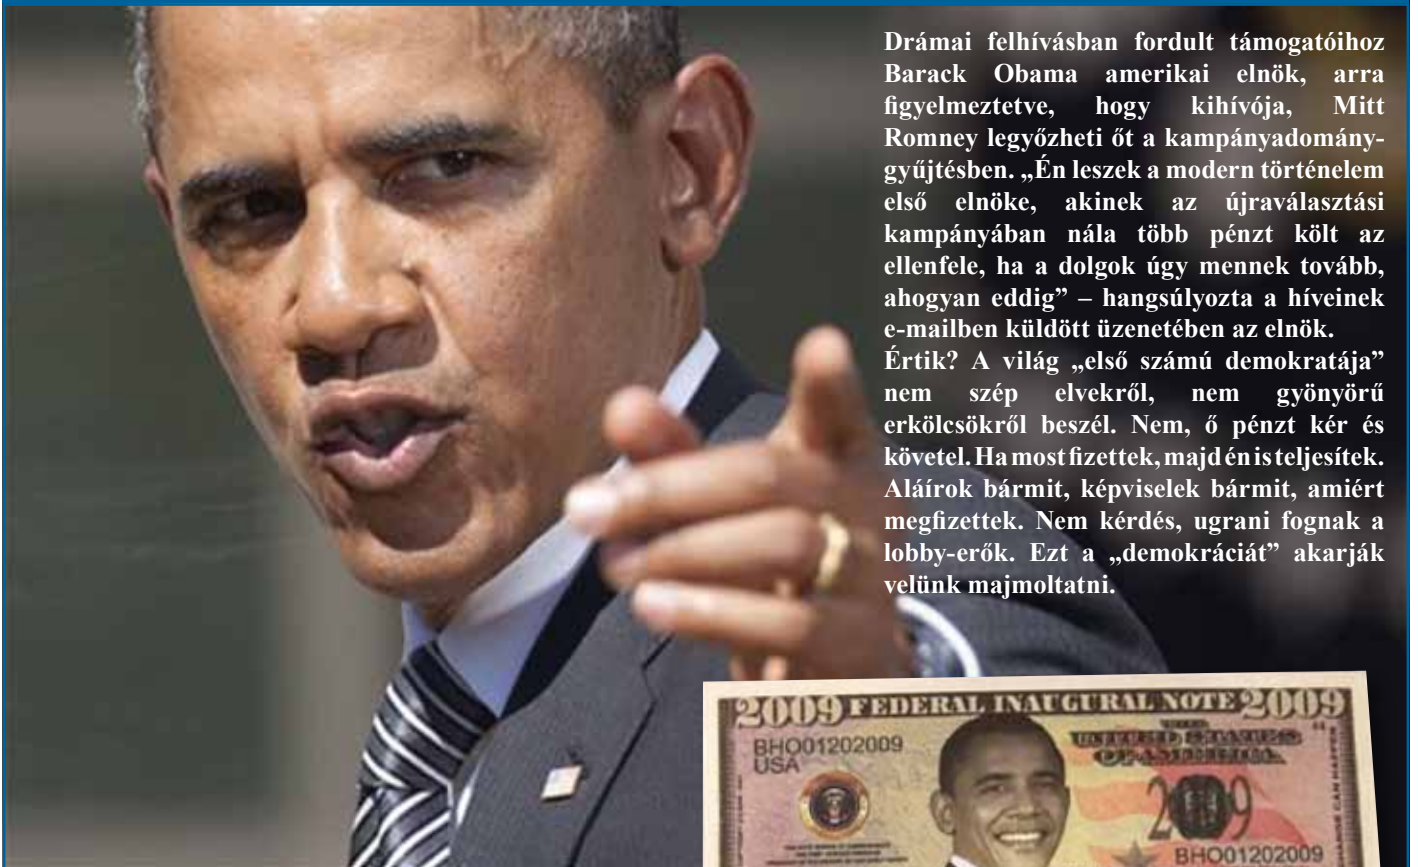 Drámai felhívásban fordult támogatóihoz
Barack Obama amerikai elnök, arra
figyelmeztetve, hogy kihívója, Mitt
Romney legyőzheti őt a kampányadomány-
gyűjtésben. „Én leszek a modern történelem
első elnöke, akinek az újraválasztási
kampányában nála több pénzt költ az
ellenfele, ha a dolgok úgy mennek tovább,
ahogyan eddig” – hangsúlyozta a híveinek
e-mailben küldött üzenetében az elnök.
Értik? A világ „első számú demokratája”
nem szép elvekről, nem gyönyörű
erkölcsökről beszél. Nem, ő pénzt kér és
követel. Ha most fizettek, majd én is teljesítek.
Aláírok bármit, képviselek bármit, amiért
megfizettek. Nem kérdés, ugrani fognak a
lobby-erők. Ezt a „demokráciát” akarják
velünk majmoltatni.
2009 FEDERAL INAUGURAL NOTE 2009
BHO01202009
USA
THE
UNITED STATES
OF AMERICA
2009
BHO01202009